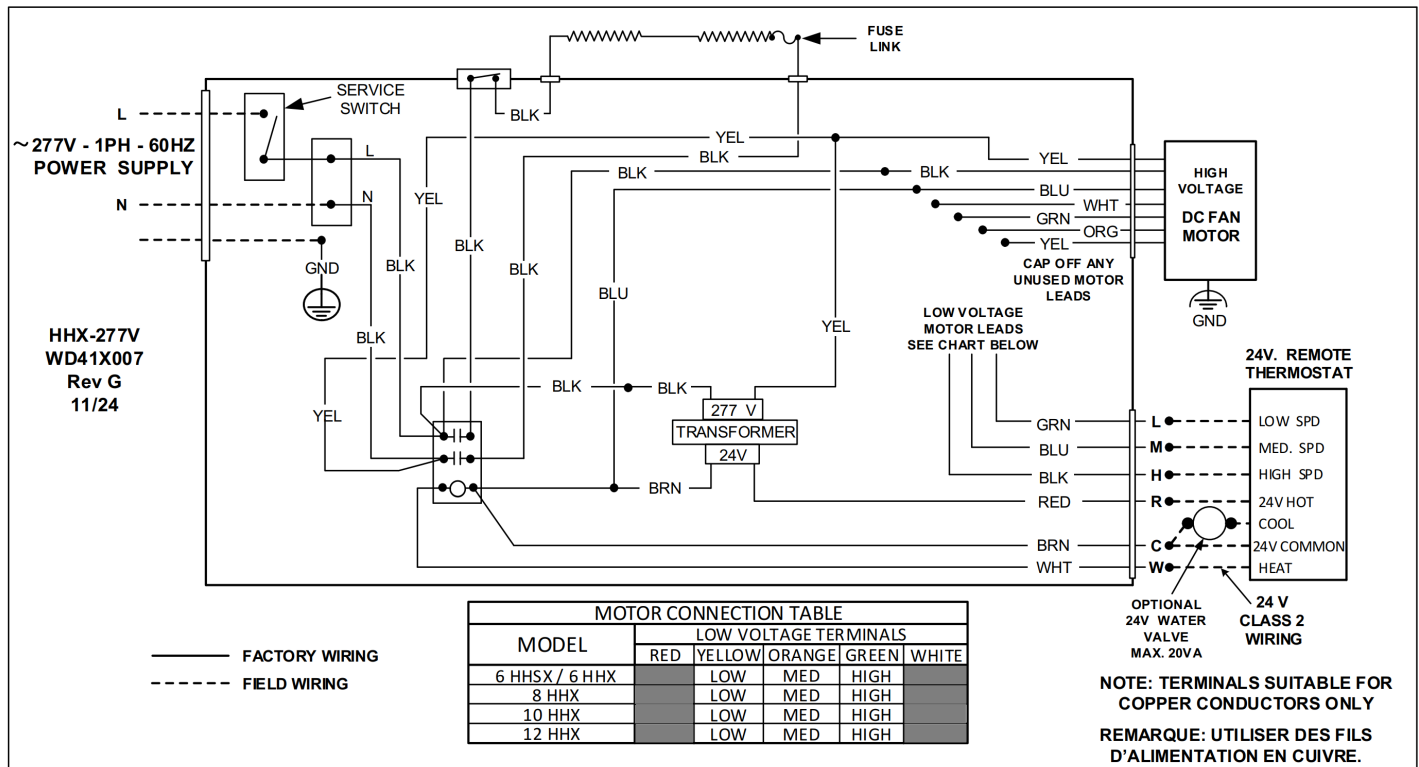 FUSE
LINK
SERVICE
SWITCH
BLK
L
~277V - 1PH - 60HZ
POWER SUPPLY
N
L
N
GND
YEL
BLK
BLK
BLK
YEL
BLK
BLK
BLK
BLU
YEL
YEL
BLK
BLK
YEL
BLU
WHT
GRN
ORG
YEL
HIGH
VOLTAGE
DC FAN
MOTOR
GND
CAP OFF ANY
UNUSED MOTOR
LEADS
LOW VOLTAGE
MOTOR LEADS
SEE CHART BELOW
HHX-277V
WD41X007
Rev G
11/24
BLK
BLK
277 V
TRANSFORMER
24V
BRN
24V. REMOTE
THERMOSTAT
GRN L LOW SPD
BLU M MED. SPD
BLK H HIGH SPD
RED R 24V HOT
COOL
BRN C 24V COMMON
WHT W HEAT
OPTIONAL
24V WATER
VALVE
MAX. 20VA
24 V
CLASS 2
WIRING
MOTOR CONNECTION TABLE
MODEL LOW VOLTAGE TERMINALS
RED YELLOW ORANGE GREEN WHITE
6 HHSX / 6 HHX LOW MED HIGH
8 HHX LOW MED HIGH
10 HHX LOW MED HIGH
12 HHX LOW MED HIGH
FACTORY WIRING
FIELD WIRING
NOTE: TERMINALS SUITABLE FOR
COPPER CONDUCTORS ONLY
REMARQUE: UTILISER DES FILS
D'ALIMENTATION EN CUIVRE.